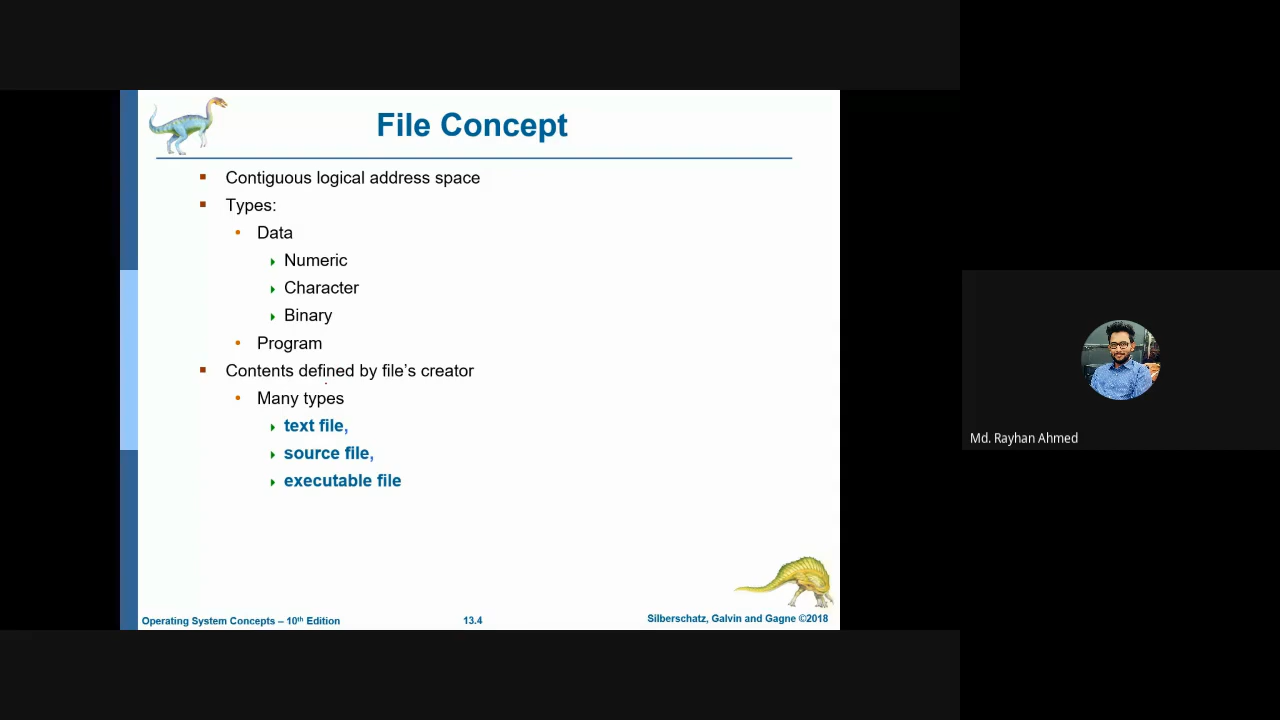 File Concept
Contiguous logical address space
Types:
Data
Numeric
Character
Binary
Program
Contents defined by file's creator
Many types
text file,
source file,
executable file
Operating System Concepts – 10th Edition
13.4
Silberschatz, Galvin and Gagne ©2018
Md. Rayhan Ahmed